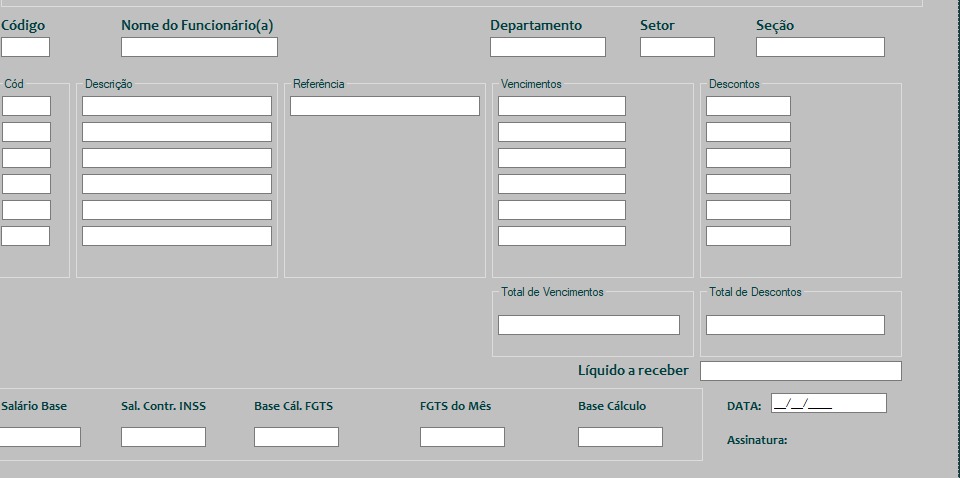 Código Nome do Funcionário(a) Departamento Setor Seção
Cód Descrição Referência Vencimentos Descontos
Total de Vencimentos Total de Descontos
Líquido a receber
Salário Base Sal. Contr. INSS Base Cál. FGTS FGTS do Mês Base Cálculo DATA: __/__/____
Assinatura: